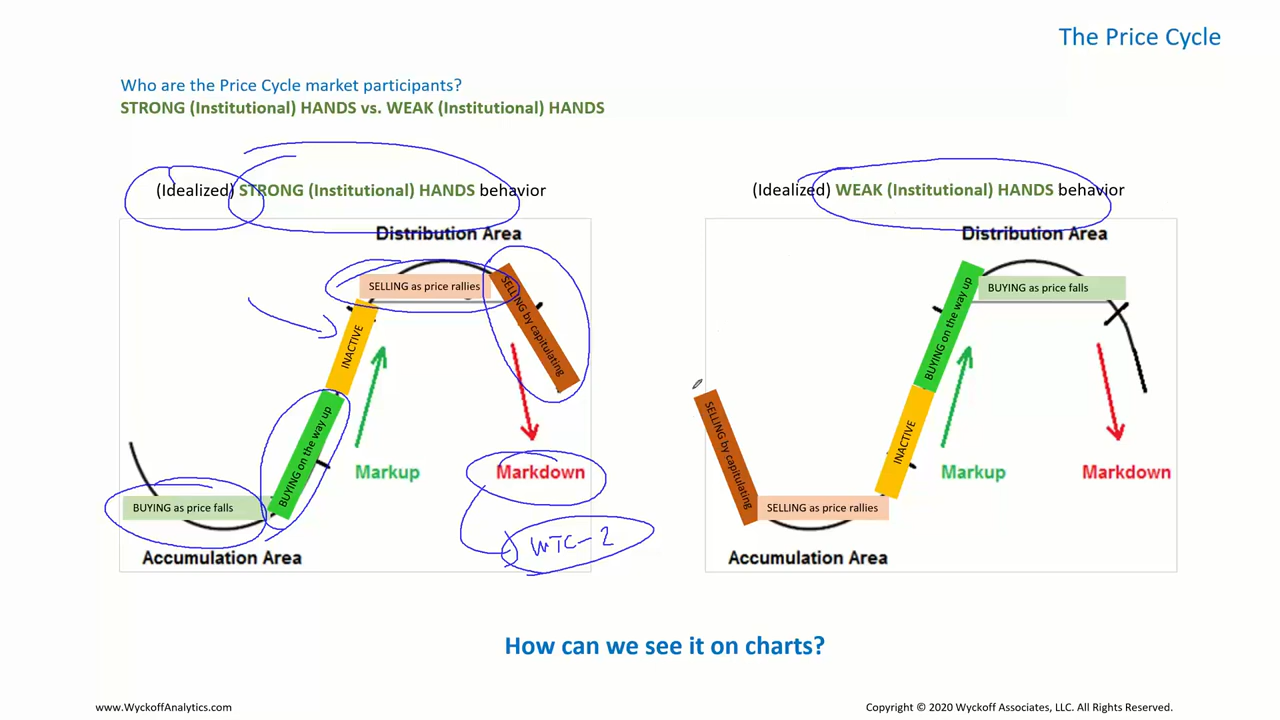 The Price Cycle
Who are the Price Cycle market participants?
STRONG (Institutional) HANDS vs. WEAK (Institutional) HANDS
(Idealized) STRONG (Institutional) HANDS behavior
Distribution Area
SELLING as price rallies
SELLING by capitulating
INACTIVE
BUYING on the way up
Markup
Markdown
BUYING as price falls
WTC-2
Accumulation Area
(Idealized) WEAK (Institutional) HANDS behavior
Distribution Area
BUYING as price falls
BUYING on the way up
SELLING by capitulating
INACTIVE
Markup
Markdown
SELLING as price rallies
Accumulation Area
How can we see it on charts?
www.WyckoffAnalytics.com
Copyright © 2020 Wyckoff Associates, LLC. All Rights Reserved.